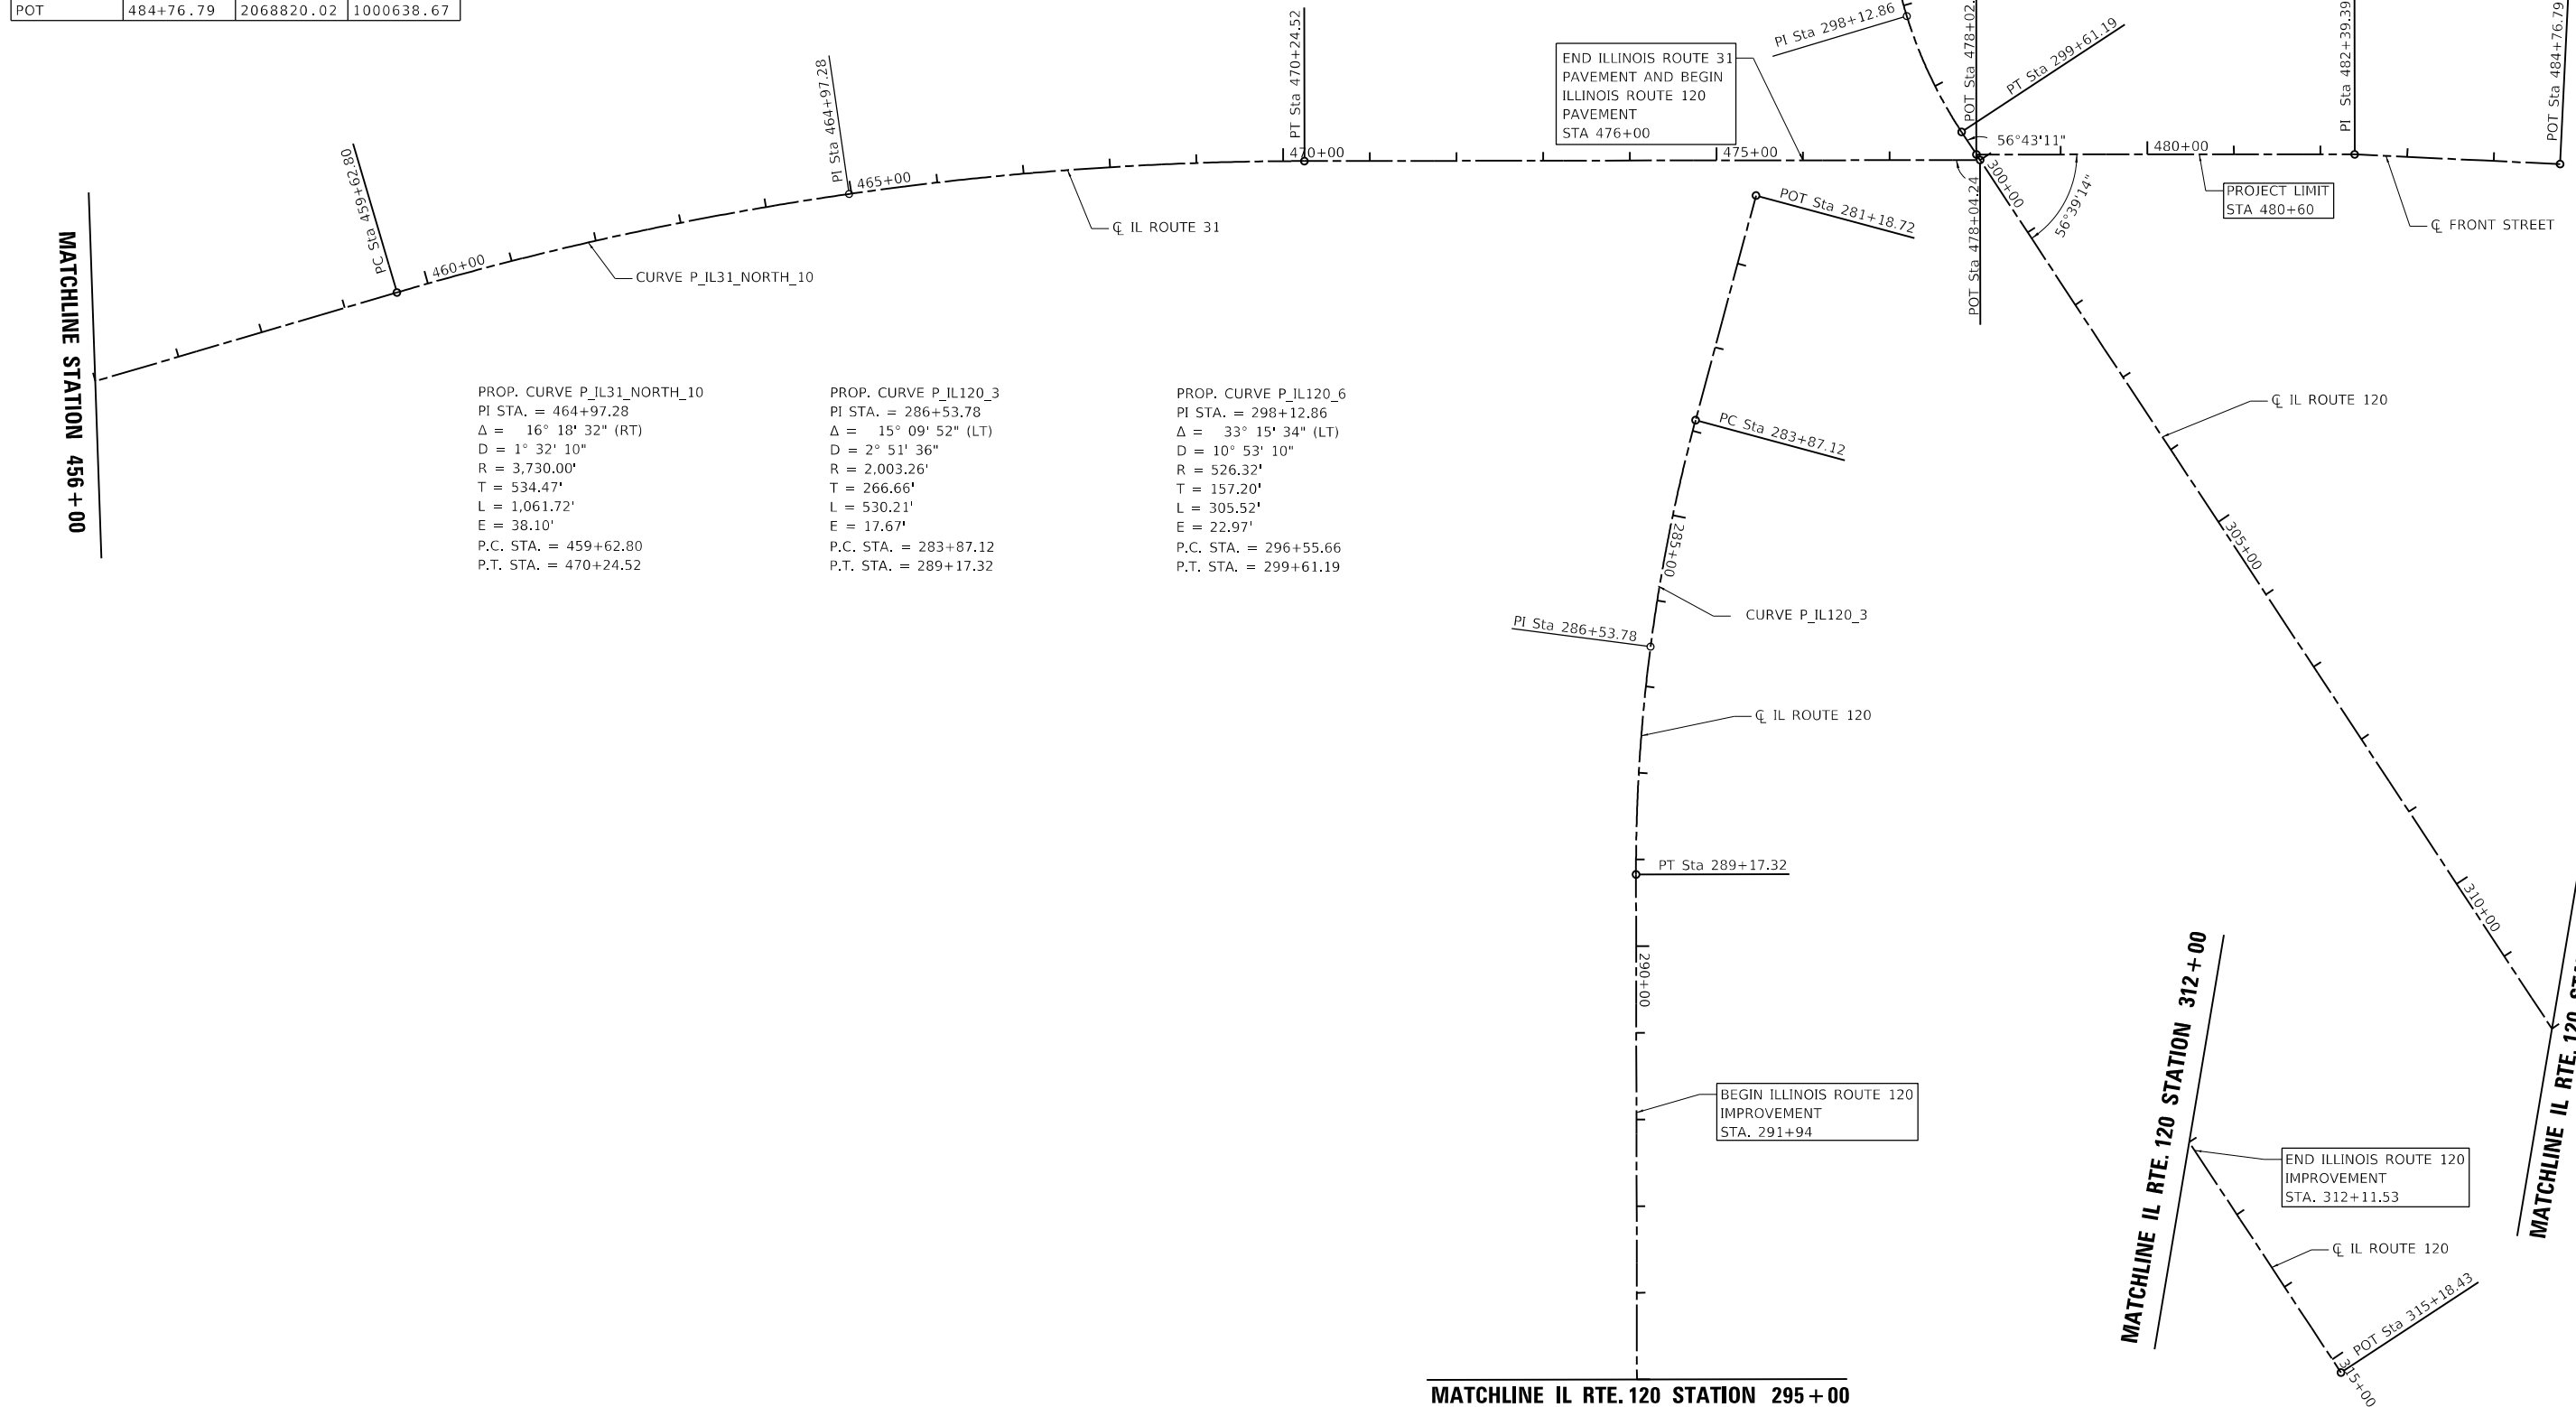 POT 484+76.79 2068820.02 1000638.67
MATCHLINE STATION 456+00
PC Sta 459+62.80
460+00
CURVE P_IL31_NORTH_10
PI Sta 464+97.28
465+00
℄ IL ROUTE 31
PT Sta 470+24.52
470+00
END ILLINOIS ROUTE 31
PAVEMENT AND BEGIN
ILLINOIS ROUTE 120
PAVEMENT
STA 476+00
475+00
PI Sta 298+12.86
POT Sta 478+02.
PT Sta 299+61.19
56°43'11"
480+00
PI Sta 482+39.39
POT Sta 484+76.79
PROJECT LIMIT
STA 480+60
℄ FRONT STREET
300+00
56°39'14"
POT Sta 478+04.24
POT Sta 281+18.72
PROP. CURVE P_IL31_NORTH_10
PI STA. = 464+97.28
Δ = 16° 18' 32" (RT)
D = 1° 32' 10"
R = 3,730.00'
T = 534.47'
L = 1,061.72'
E = 38.10'
P.C. STA. = 459+62.80
P.T. STA. = 470+24.52
PROP. CURVE P_IL120_3
PI STA. = 286+53.78
Δ = 15° 09' 52" (LT)
D = 2° 51' 36"
R = 2,003.26'
T = 266.66'
L = 530.21'
E = 17.67'
P.C. STA. = 283+87.12
P.T. STA. = 289+17.32
PROP. CURVE P_IL120_6
PI STA. = 298+12.86
Δ = 33° 15' 34" (LT)
D = 10° 53' 10"
R = 526.32'
T = 157.20'
L = 305.52'
E = 22.97'
P.C. STA. = 296+55.66
P.T. STA. = 299+61.19
PC Sta 283+87.12
285+00
CURVE P_IL120_3
PI Sta 286+53.78
℄ IL ROUTE 120
PT Sta 289+17.32
290+00
BEGIN ILLINOIS ROUTE 120
IMPROVEMENT
STA. 291+94
MATCHLINE IL RTE. 120 STATION 295+00
℄ IL ROUTE 120
305+00
310+00
MATCHLINE IL RTE. 120
MATCHLINE IL RTE. 120 STATION 312+00
END ILLINOIS ROUTE 120
IMPROVEMENT
STA. 312+11.53
℄ IL ROUTE 120
POT Sta 315+18.43
315+00